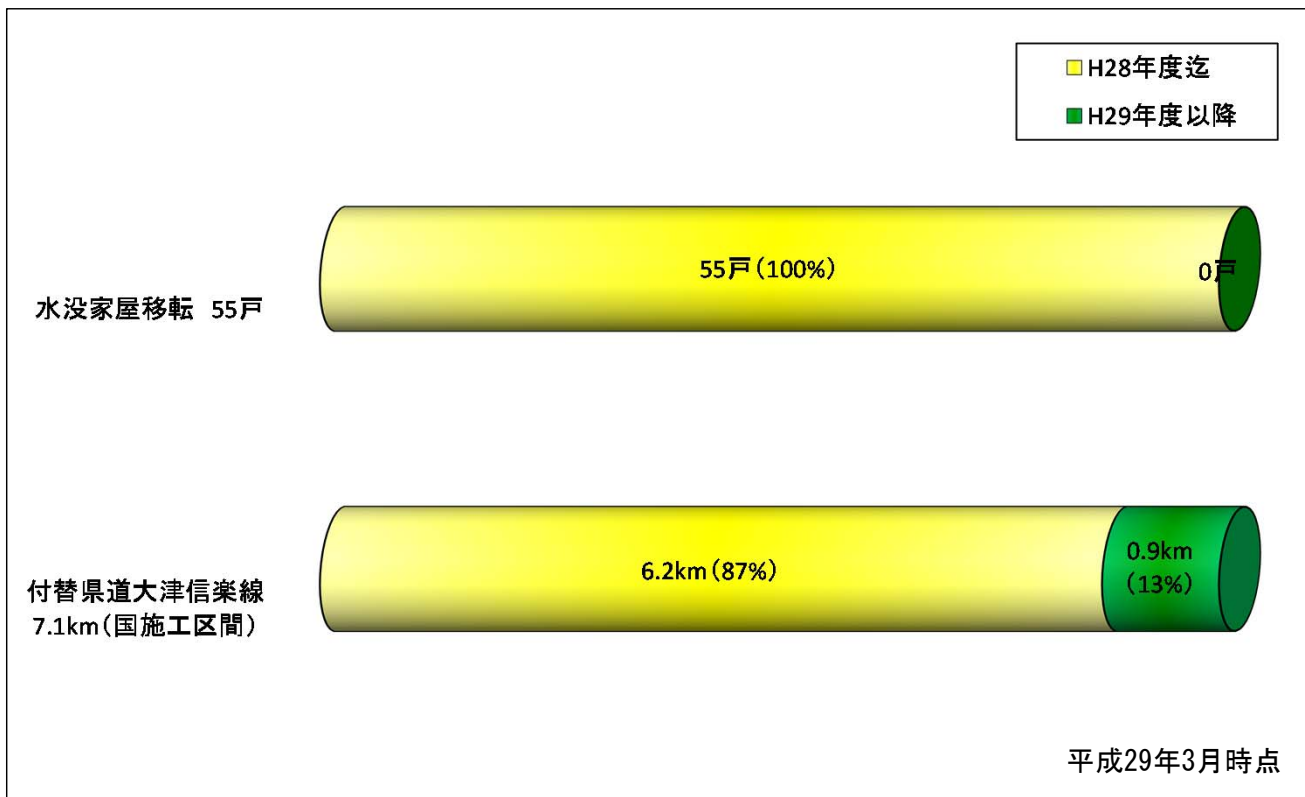 H28年度迄
H29年度以降
水没家屋移転 55戸
55戸(100%)
0戸
付替県道大津信楽線
7.1km(国施工区間)
6.2km(87%)
0.9km
(13%)
平成29年3月時点